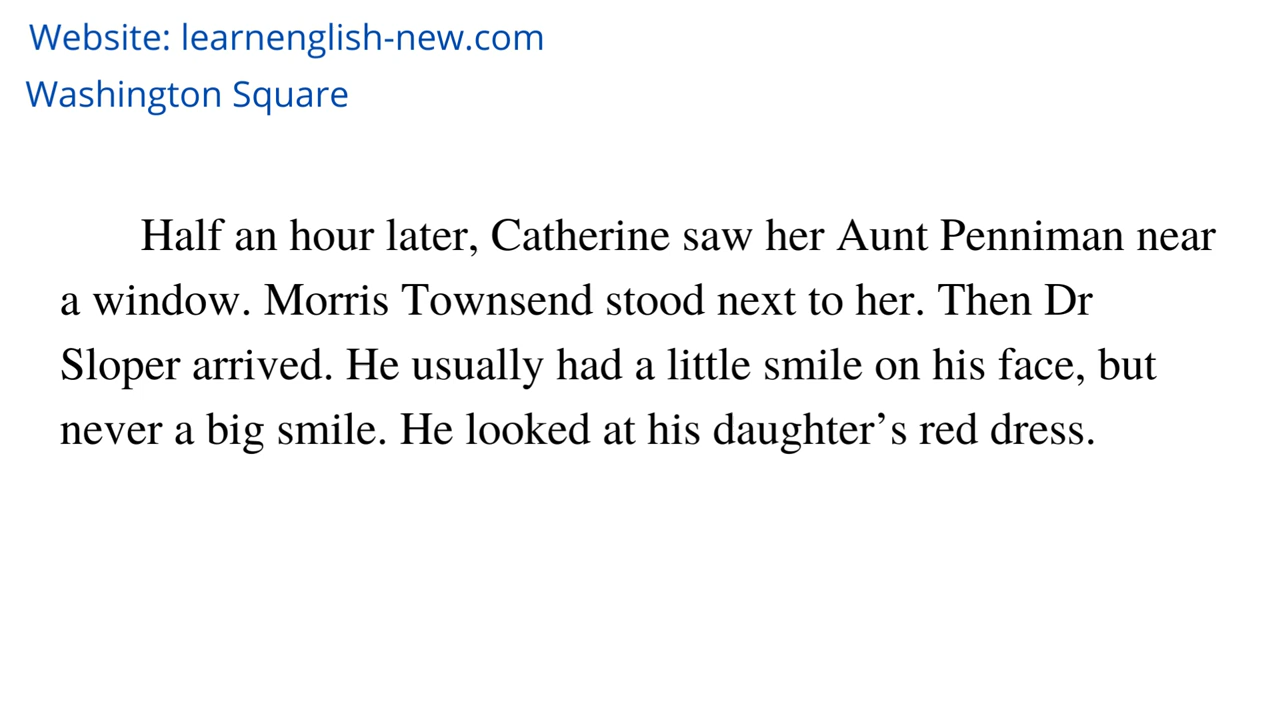 Website: learnenglish-new.com
Washington Square
Half an hour later, Catherine saw her Aunt Penniman near
a window. Morris Townsend stood next to her. Then Dr
Sloper arrived. He usually had a little smile on his face, but
never a big smile. He looked at his daughter’s red dress.